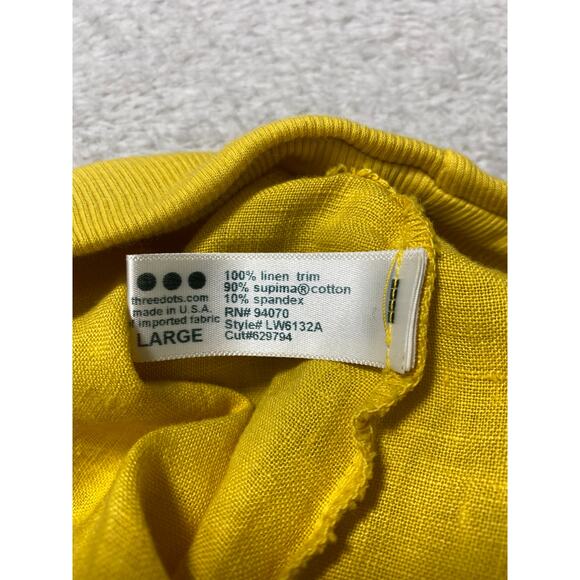 threedots.com
made in U.S.A.
if imported fabric
LARGE
100% linen trim
90% supima®cotton
10% spandex
RN# 94070
Style# LW6132A
Cut#629794